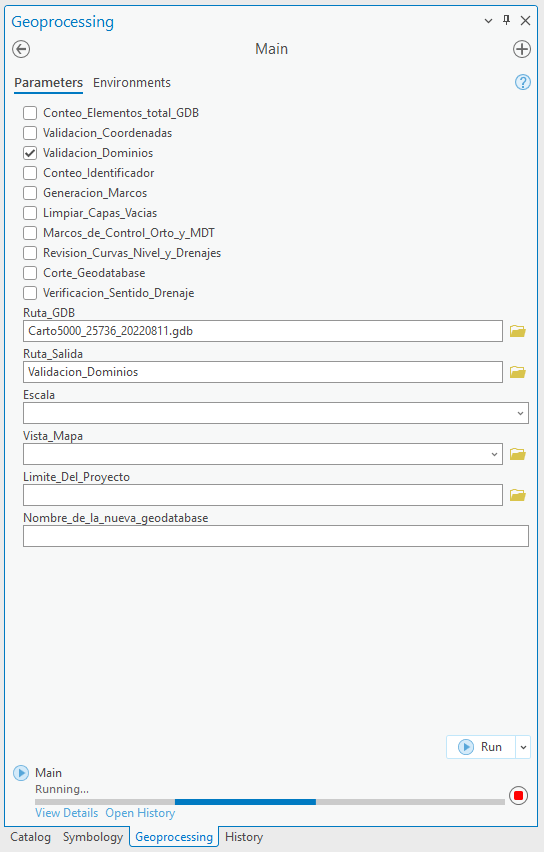 Geoprocessing
Main
Parameters Environments
Conteo_Elementos_total_GDB
Validacion_Coordenadas
Validacion_Dominios
Conteo_Identificador
Generacion_Marcos
Limpiar_Capas_Vacias
Marcos_de_Control_Orto_y_MDT
Revision_Curvas_Nivel_y_Drenajes
Corte_Geodatabase
Verificacion_Sentido_Drenaje
Ruta_GDB
Carto5000_25736_20220811.gdb
Ruta_Salida
Validacion_Dominios
Escala
Vista_Mapa
Limite_Del_Proyecto
Nombre_de_la_nueva_geodatabase
Run
Main
Running...
View Details Open History
Catalog Symbology Geoprocessing History